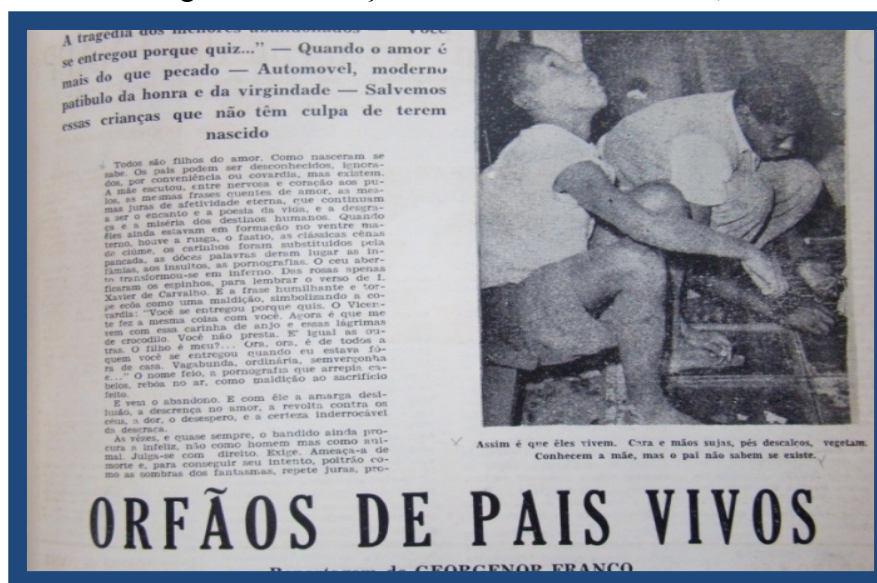 A tragédia dos menores abandonados — "Você
se entregou porque quiz..." — Quando o amor é
mais do que pecado — Automovel, moderno
patibulo da honra e da virgindade — Salvemos
essas crianças que não têm culpa de terem
nascido
Todos são filhos do amor. Como nasceram se
sabe. Os pais podem ser desconhecidos, ignora-
dos, por conveniência ou covardia, mas existem.
A mãe escutou, entre nervosa e coração aos pu-
los, as mesmas frases quentes de amor, as mes-
mas juras de afetividade eterna, que continuam
a ser o encanto e a poesia da vida, e a desgra-
ça e a miséria dos destinos humanos. Quando
êles ainda estavam em formação no ventre ma-
terno, houve a rusga, o fastio, as clássicas cênas
de ciúme, os carinhos foram substituidos pela
pancada, as dôces palavras deram lugar as in-
fâmias, aos insultos, as pornografias. O ceu aber-
to transformou-se em inferno. Das rosas apenas
ficaram os espinhos, para lembrar o verso de I.
Xavier de Carvalho. E a frase humilhante e tor-
pe ecôa como uma maldição, simbolizando a co-
vardia: "Você se entregou porque quis. O Vicen-
te fez a mesma coisa com você. Agora é que me
vem com essa carinha de anjo e essas lágrimas
de crocodilo. Você não presta. E' igual as ou-
tras. O filho é meu?... Ora, ora, é de todos a
quem você se entregou quando eu estava fó-
ra de casa. Vagabunda, ordinária, semvergonha
e..." O nome feio, a pornografia que arrepia ca-
belos, rebôa no ar, como maldição ao sacrifício
feito.
E vem o abandono. E com êle a amarga desi-
lusão, a descrença no amor, a revolta contra os
céus, a dor, o desespero, e a certeza inderrocável
da desgraça.
As vêzes, e quase sempre, o bandido ainda pro-
cura a infeliz, não como homem mas como ani-
mal. Julga-se com direito. Exige. Ameaça-a de
morte e, para conseguir seu intento, poltrão co-
mo as sombras dos fantasmas, repete juras, pro-
Assim é que êles vivem. Cara e mãos sujas, pés descalços, vegetam.
Conhecem a mãe, mas o pai não sabem se existe.
ORFÃOS DE PAIS VIVOS
Reportagem de GEORGENOR FRANCO